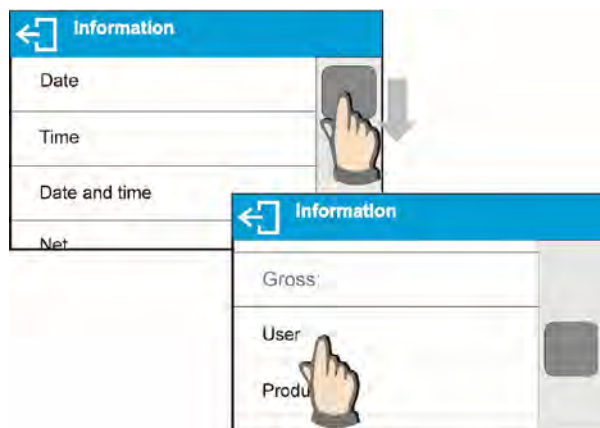 Information
Date
Time
Date and time
Net
Information
Gross:
User